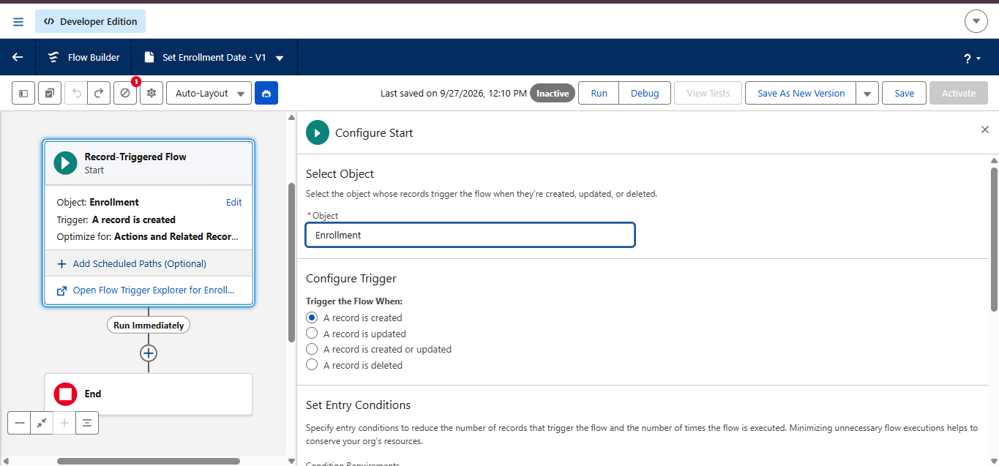 Developer Edition
Flow Builder
Set Enrollment Date - V1
?
1
Auto-Layout
Last saved on 9/27/2026, 12:10 PM
Inactive
Run
Debug
View Tests
Save As New Version
Save
Activate
Record-Triggered Flow
Start
Object: Enrollment
Edit
Trigger: A record is created
Optimize for: Actions and Related Recor...
Add Scheduled Paths (Optional)
Open Flow Trigger Explorer for Enroll...
Run Immediately
End
Configure Start
Select Object
Select the object whose records trigger the flow when they're created, updated, or deleted.
*Object
Enrollment
Configure Trigger
Trigger the Flow When:
A record is created
A record is updated
A record is created or updated
A record is deleted
Set Entry Conditions
Specify entry conditions to reduce the number of records that trigger the flow and the number of times the flow is executed. Minimizing unnecessary flow executions helps to
conserve your org's resources.
Condition Requirements